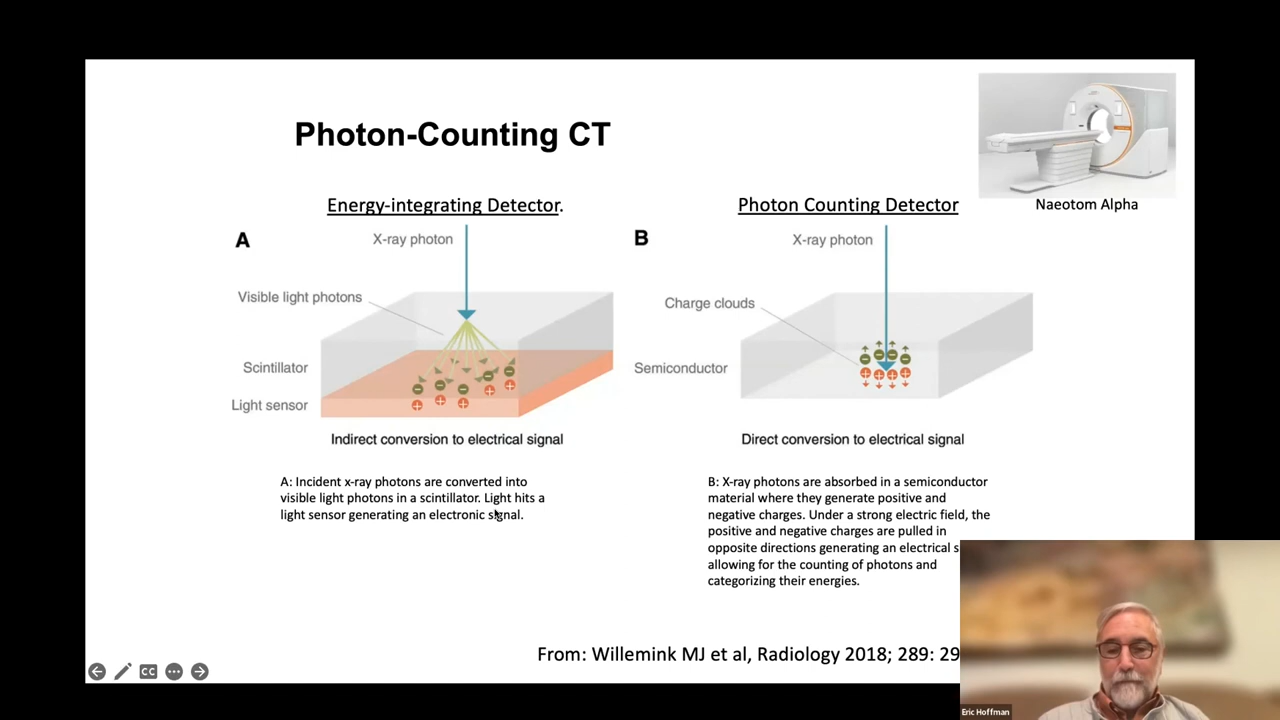 Photon-Counting CT
Naeotom Alpha
Energy-integrating Detector.
A
X-ray photon
Visible light photons
Scintillator
Light sensor
Indirect conversion to electrical signal
A: Incident x-ray photons are converted into
visible light photons in a scintillator. Light hits a
light sensor generating an electronic signal.
Photon Counting Detector
B
X-ray photon
Charge clouds
Semiconductor
Direct conversion to electrical signal
B: X-ray photons are absorbed in a semiconductor
material where they generate positive and
negative charges. Under a strong electric field, the
positive and negative charges are pulled in
opposite directions generating an electrical s
allowing for the counting of photons and
categorizing their energies.
From: Willemink MJ et al, Radiology 2018; 289: 29
CC
Eric Hoffman